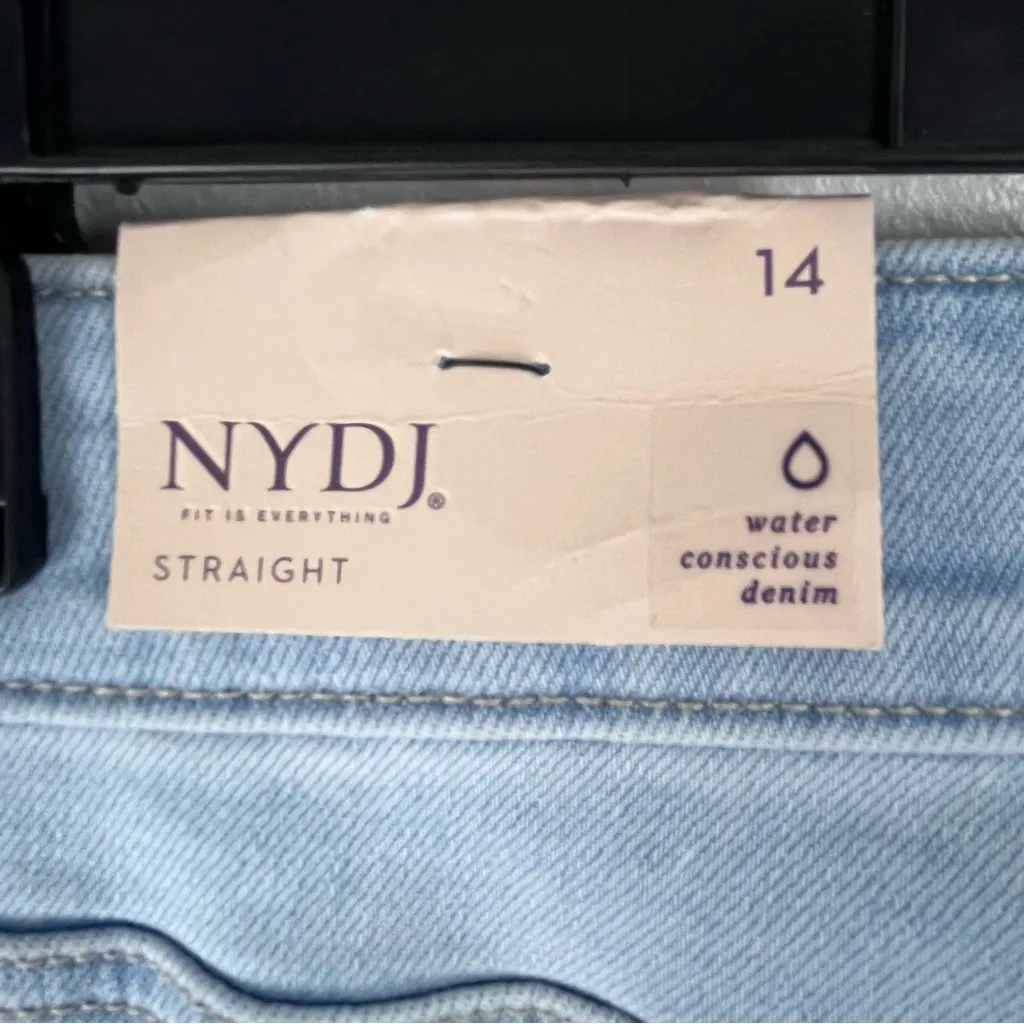 14
NYDJ®
FIT IS EVERYTHING
STRAIGHT
water
conscious
denim